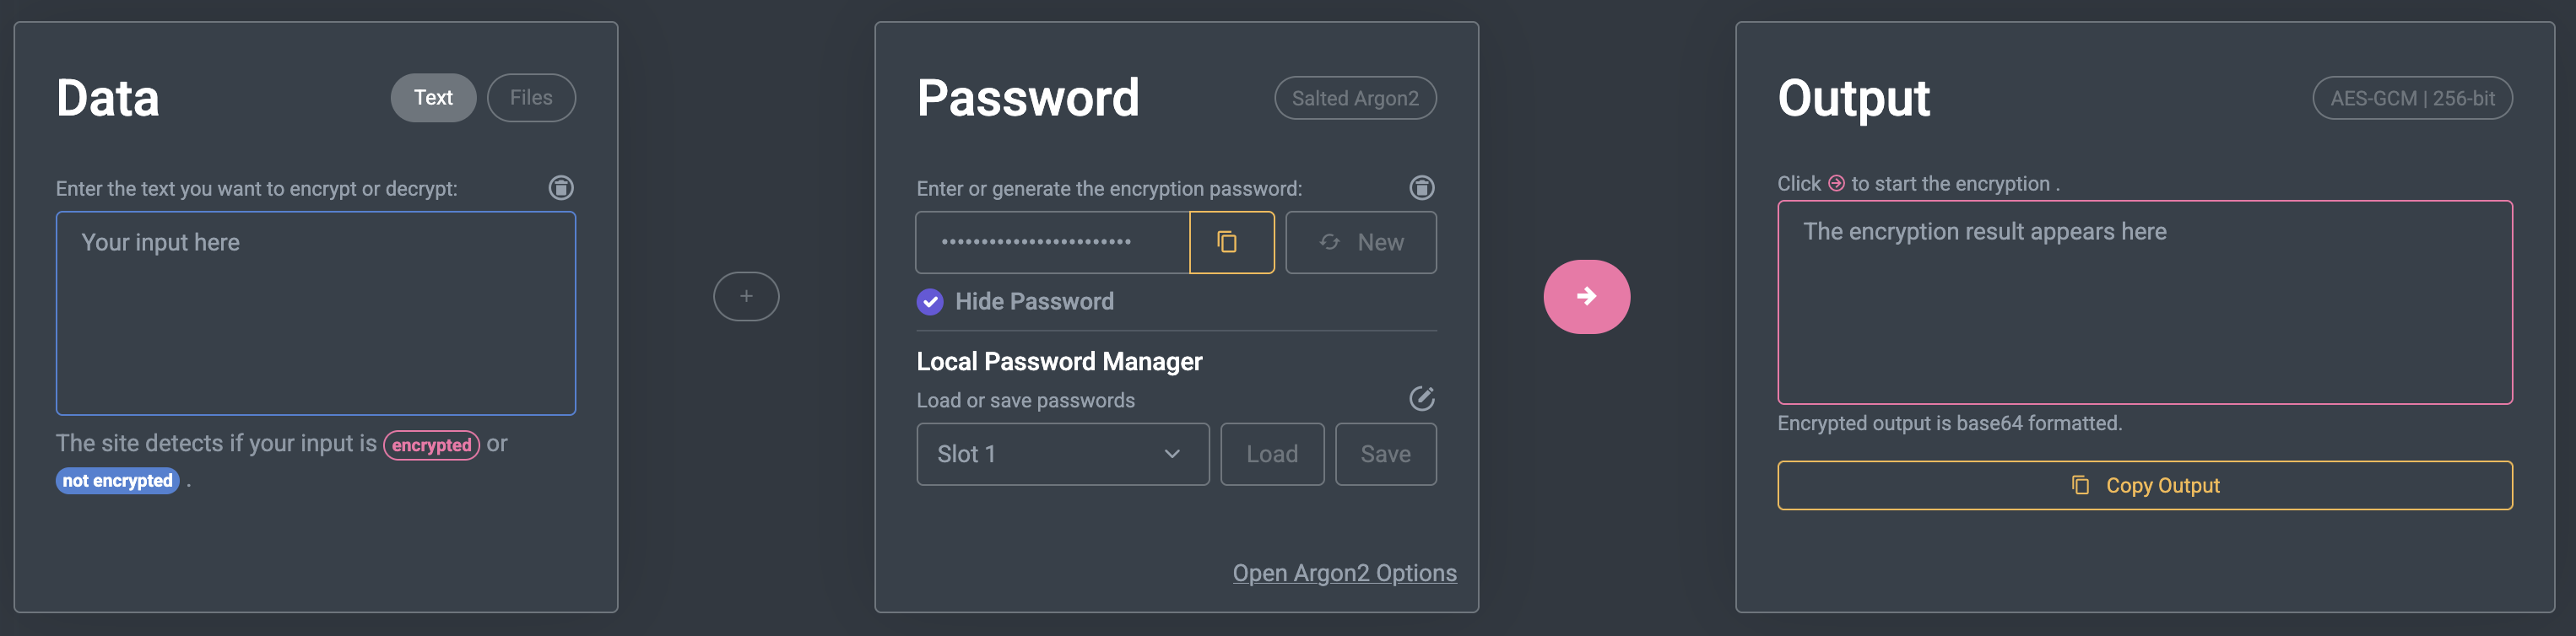 Data
Text
Files
Enter the text you want to encrypt or decrypt:
Your input here
The site detects if your input is encrypted or
not encrypted .
+
Password
Salted Argon2
Enter or generate the encryption password:
••••••••••••••••••••••••
New
Hide Password
Local Password Manager
Load or save passwords
Slot 1
Load
Save
Open Argon2 Options
Output
AES-GCM | 256-bit
Click to start the encryption .
The encryption result appears here
Encrypted output is base64 formatted.
Copy Output